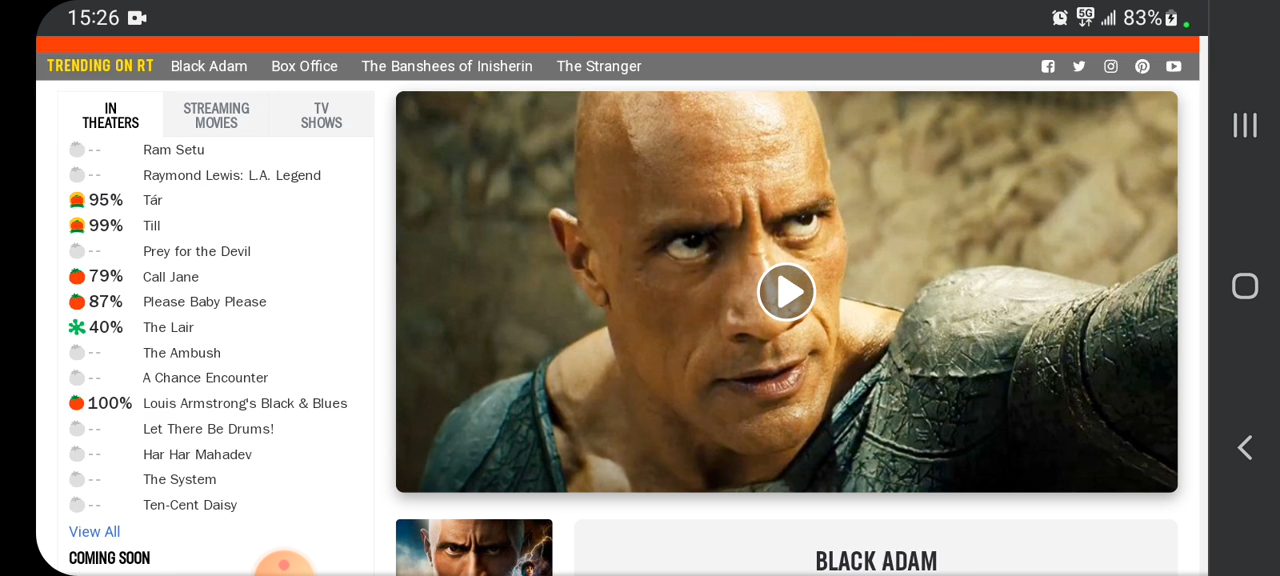 15:26
5G 83%
TRENDING ON RT Black Adam Box Office The Banshees of Inisherin The Stranger
IN THEATERS
STREAMING MOVIES
TV SHOWS
-- Ram Setu
-- Raymond Lewis: L.A. Legend
95% Tár
99% Till
-- Prey for the Devil
79% Call Jane
87% Please Baby Please
40% The Lair
-- The Ambush
-- A Chance Encounter
100% Louis Armstrong's Black & Blues
-- Let There Be Drums!
-- Har Har Mahadev
-- The System
-- Ten-Cent Daisy
View All
COMING SOON
BLACK ADAM